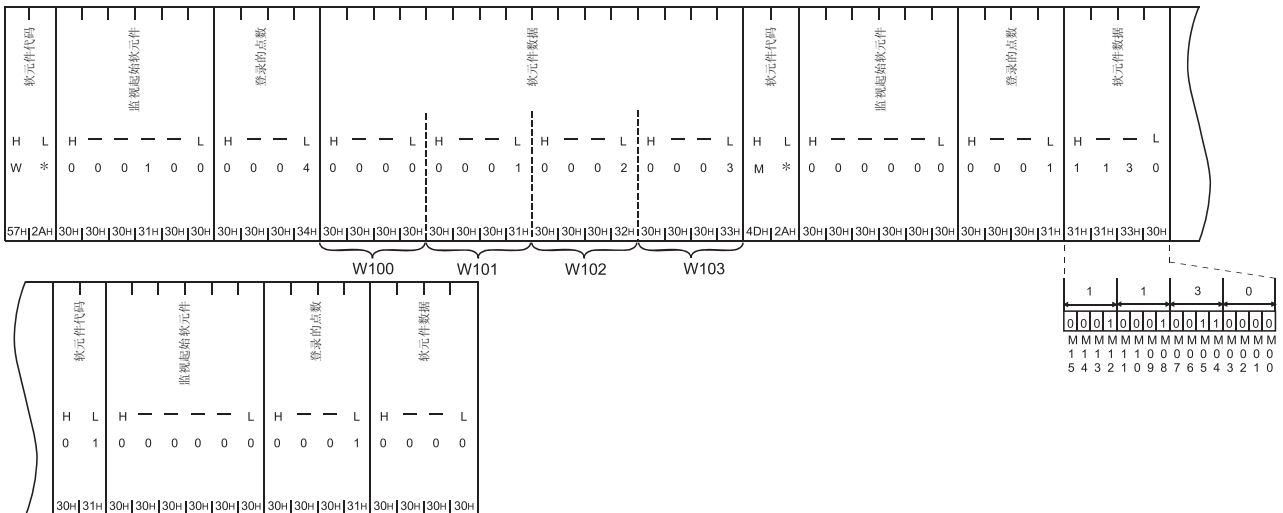 软元件代码 监视起始软元件 登录的点数 软元件数据 软元件代码 监视起始软元件 登录的点数 软元件数据
H L H — — — — L H — — L H — — L H — — L H — — L H — — L H L H — — — — L H — — L H — — L
W * 0 0 0 1 0 0 0 0 0 4 0 0 0 0 0 0 0 1 0 0 0 2 0 0 0 3 M * 0 0 0 0 0 0 0 0 0 1 1 1 3 0
57H 2AH 30H 30H 30H 31H 30H 30H 30H 30H 30H 34H 30H 30H 30H 30H 30H 30H 30H 31H 30H 30H 30H 32H 30H 30H 30H 33H 4DH 2AH 30H 30H 30H 30H 30H 30H 30H 30H 30H 31H 31H 31H 33H 30H
W100 W101 W102 W103
1 1 3 0
0 0 0 1 0 0 0 1 0 0 1 1 0 0 0 0
M M M M M M M M M M M M M M M M
1 1 1 1 1 1 0 0 0 0 0 0 0 0 0 0
5 4 3 2 1 0 9 8 7 6 5 4 3 2 1 0
软元件代码 监视起始软元件 登录的点数 软元件数据
H L H — — — — L H — — L H — — L
0 1 0 0 0 0 0 0 0 0 0 1 0 0 0 0
30H 31H 30H 30H 30H 30H 30H 30H 30H 30H 30H 31H 30H 30H 30H 30H